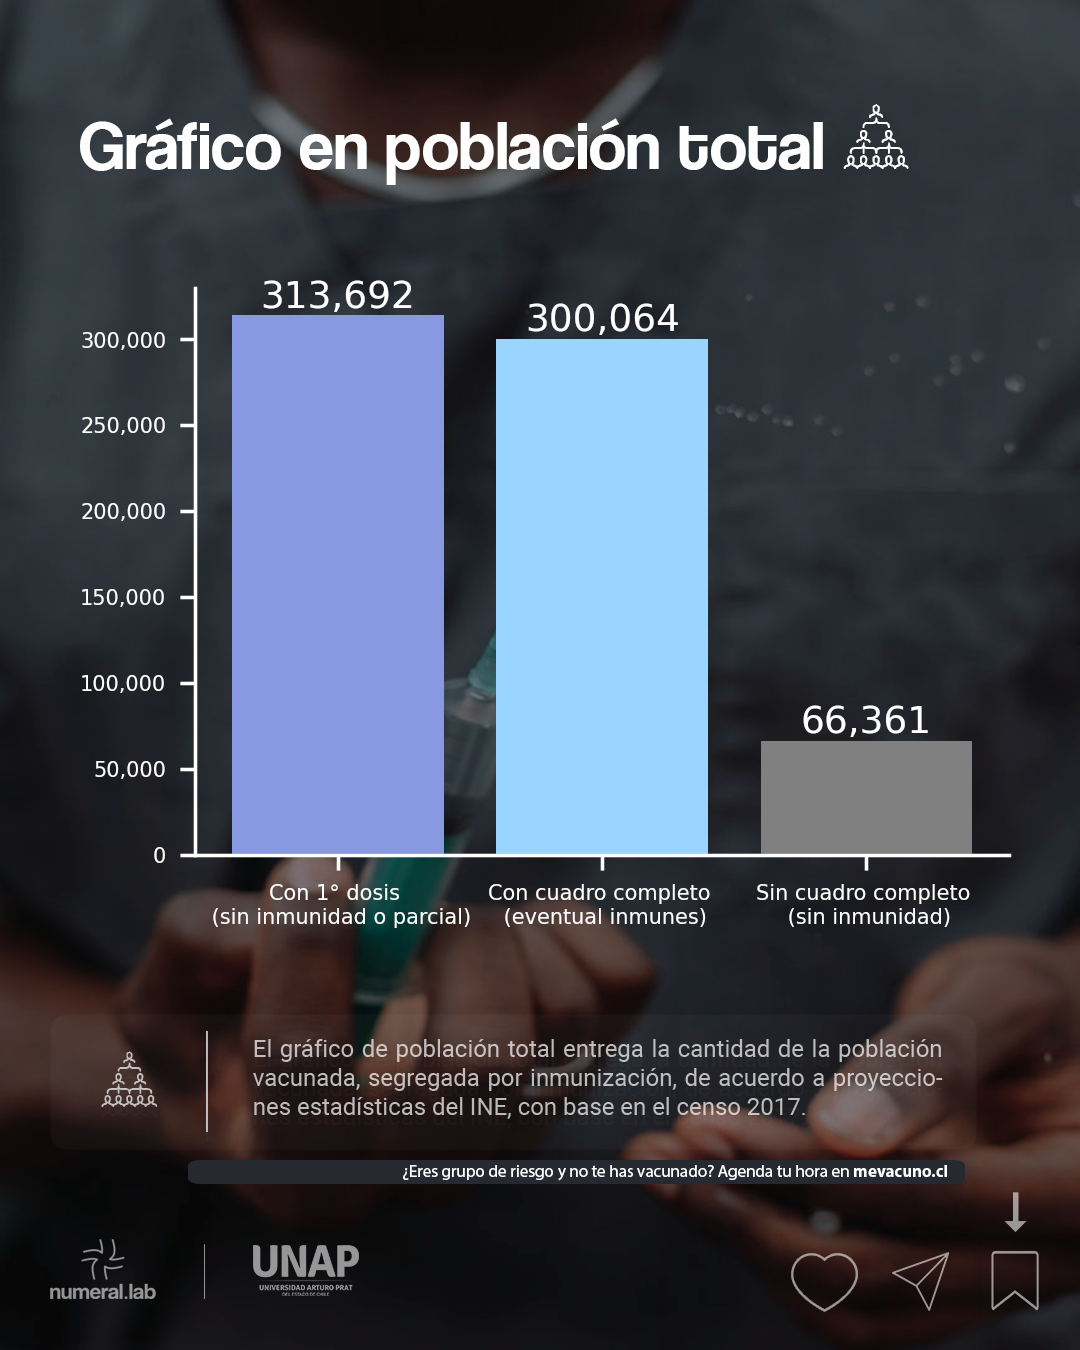 Gráfico en población total
313,692
300,064
66,361
300,000
250,000
200,000
150,000
100,000
50,000
0
Con 1° dosis
(sin inmunidad o parcial)
Con cuadro completo
(eventual inmunes)
Sin cuadro completo
(sin inmunidad)
El gráfico de población total entrega la cantidad de la población
vacunada, segregada por inmunización, de acuerdo a proyeccio-
nes estadísticas del INE, con base en el censo 2017.
¿Eres grupo de riesgo y no te has vacunado? Agenda tu hora en mevacuno.cl
numeral.lab
UNAP
UNIVERSIDAD ARTURO PRAT
DEL ESTADO DE CHILE